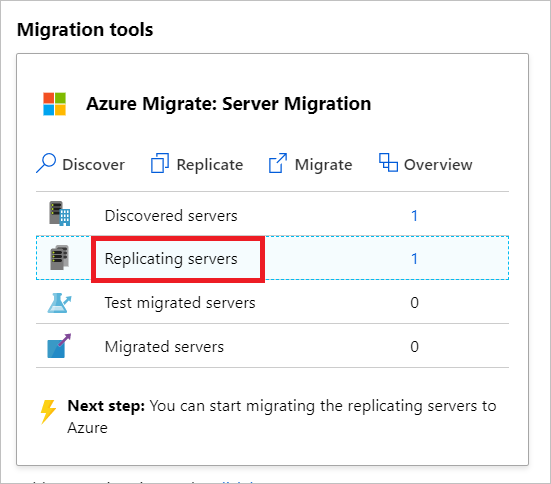 Migration tools
Azure Migrate: Server Migration
Discover Replicate Migrate Overview
Discovered servers 1
Replicating servers 1
Test migrated servers 0
Migrated servers 0
Next step: You can start migrating the replicating servers to
Azure